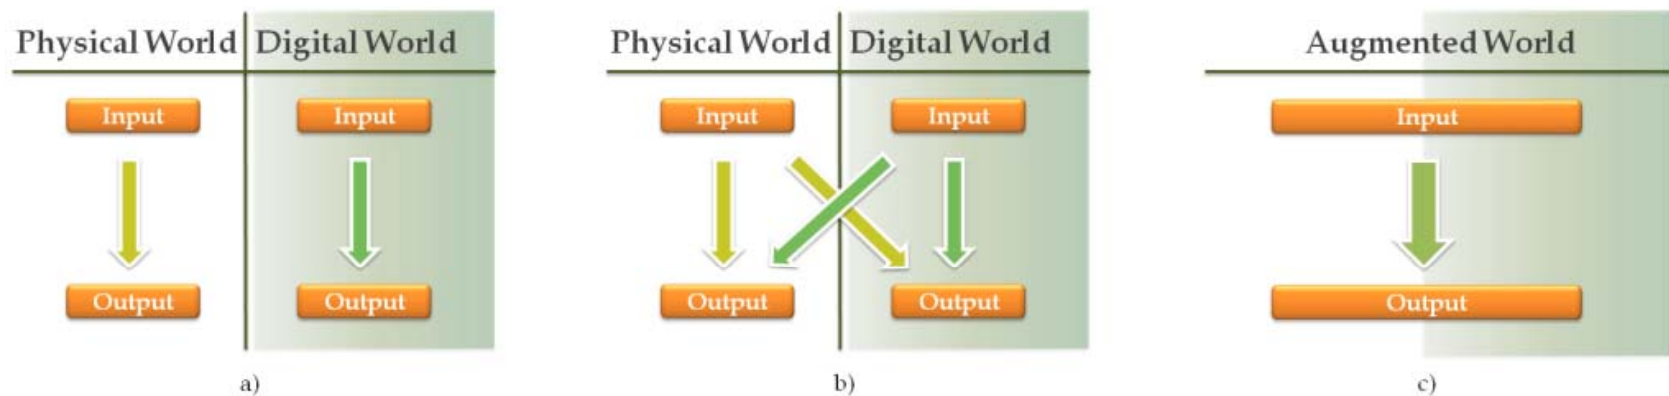 Physical World Digital World
Input Input
Output Output
a)
Physical World Digital World
Input Input
Output Output
b)
Augmented World
Input
Output
c)